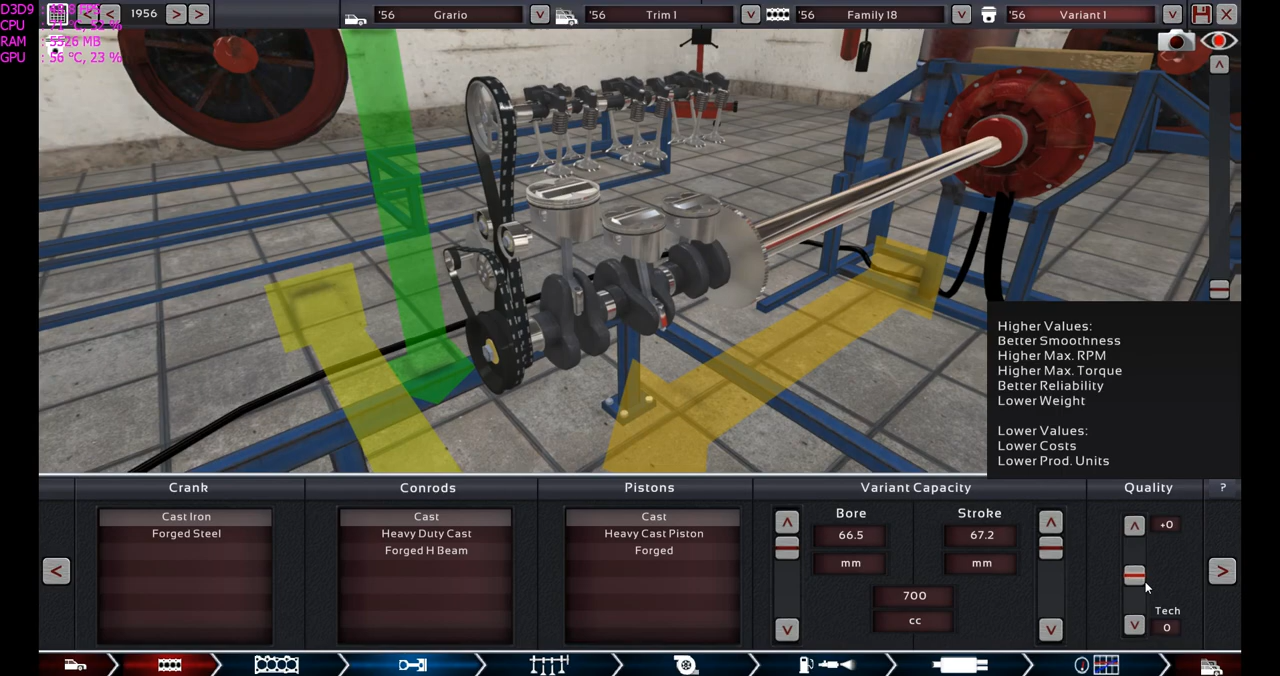 D3D9
CPU
RAM : 5526 MB
GPU : 56 °C, 23 %
1956
'56 Grario
'56 Trim I
'56 Family 18
'56 Variant I
Higher Values:
Better Smoothness
Higher Max. RPM
Higher Max. Torque
Better Reliability
Lower Weight
Lower Values:
Lower Costs
Lower Prod. Units
Crank
Cast Iron
Forged Steel
Conrods
Cast
Heavy Duty Cast
Forged H Beam
Pistons
Cast
Heavy Cast Piston
Forged
Variant Capacity
Bore
66.5
mm
Stroke
67.2
mm
700
cc
Quality
+0
Tech
0
?